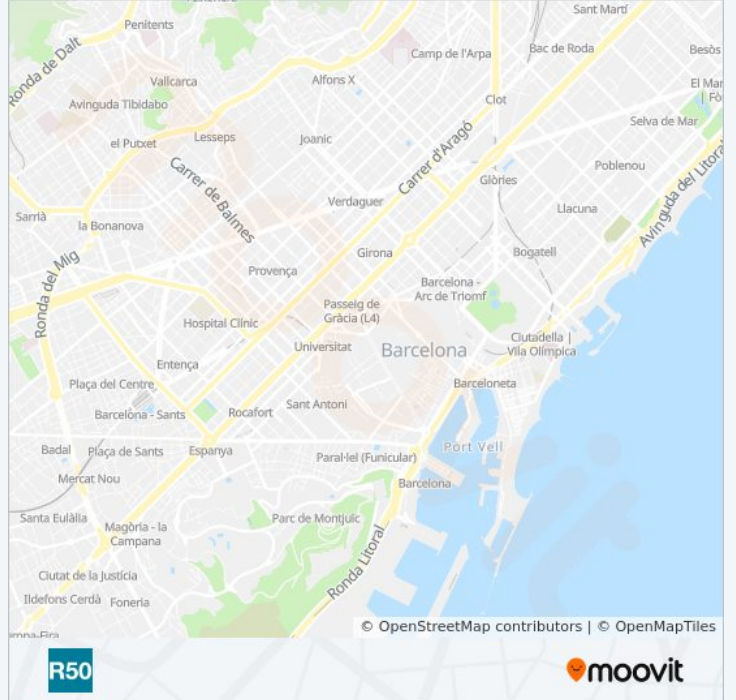 Sant Martí
Penitents
Ronda de Dalt
Camp de l'Arpa
Bac de Roda
Besòs
Vallcarca
Alfons X
El Mar
| Fò
Avinguda Tibidabo
Clot
Selva de Mar
el Putxet
Lesseps
Joanic
Carrer d'Aragó
Poblenou
Carrer de Balmes
Glòries
Avinguda del Litoral
Verdaguer
Llacuna
Sarrià
la Bonanova
Girona
Bogatell
Ronda del Mig
Provença
Barcelona -
Arc de Triomf
Passeig de
Gràcia (L4)
Hospital Clínic
Universitat
Barcelona
Ciutadella |
Vila Olímpica
Entença
Plaça del Centre
Barceloneta
Barcelona - Sants
Rocafort
Sant Antoni
Badal
Plaça de Sants
Espanya
Paral·lel (Funicular)
Port Vell
Mercat Nou
Barcelona
Santa Eulàlia
Magòria - la
Campana
Parc de Montjuïc
Ronda Litoral
Ciutat de la Justícia
Ildefons Cerdà
Foneria
© OpenStreetMap contributors | © OpenMapTiles
R50
moovit